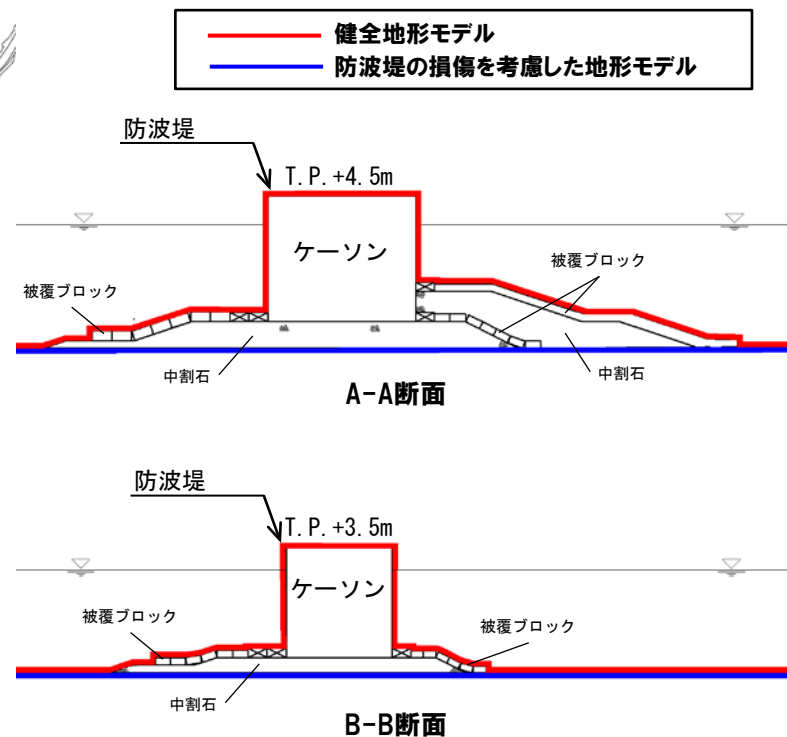 健全地形モデル
防波堤の損傷を考慮した地形モデル
防波堤
T.P.+4.5m
ケーソン
被覆ブロック
被覆ブロック
中割石
中割石
A-A断面
防波堤
T.P.+3.5m
ケーソン
被覆ブロック
被覆ブロック
中割石
B-B断面